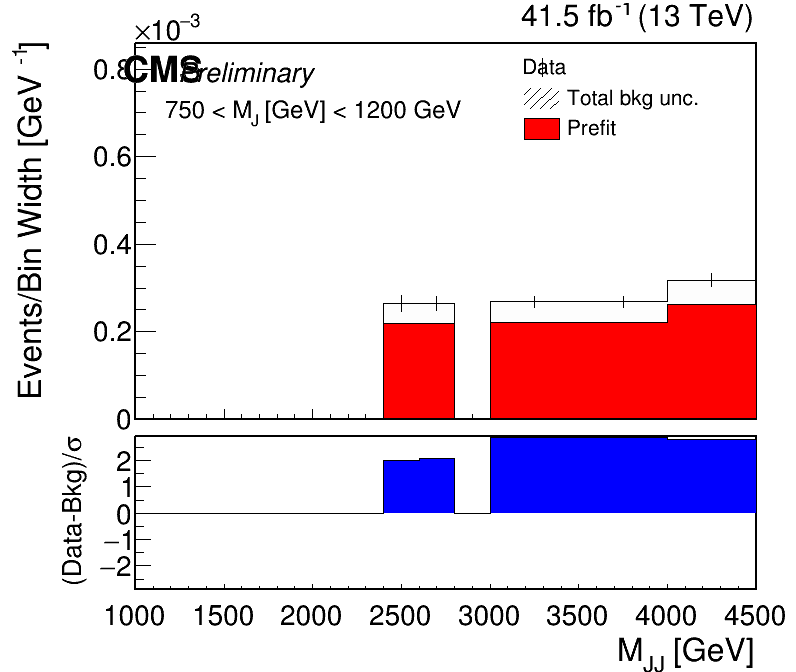 ×10⁻³
41.5 fb⁻¹ (13 TeV)
CMS Preliminary
750 < M_J [GeV] < 1200 GeV
Data
Total bkg unc.
Prefit
Events/Bin Width [GeV⁻¹]
0.8
0.6
0.4
0.2
0
(Data-Bkg)/σ
2
1
0
−1
−2
1000 1500 2000 2500 3000 3500 4000 4500
M_JJ [GeV]